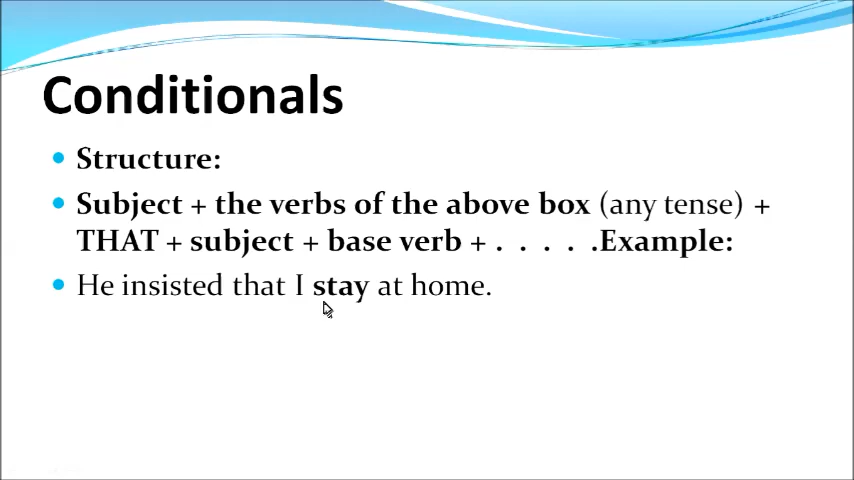 Conditionals
• Structure:
• Subject + the verbs of the above box (any tense) +
THAT + subject + base verb + . . . . .Example:
• He insisted that I stay at home.